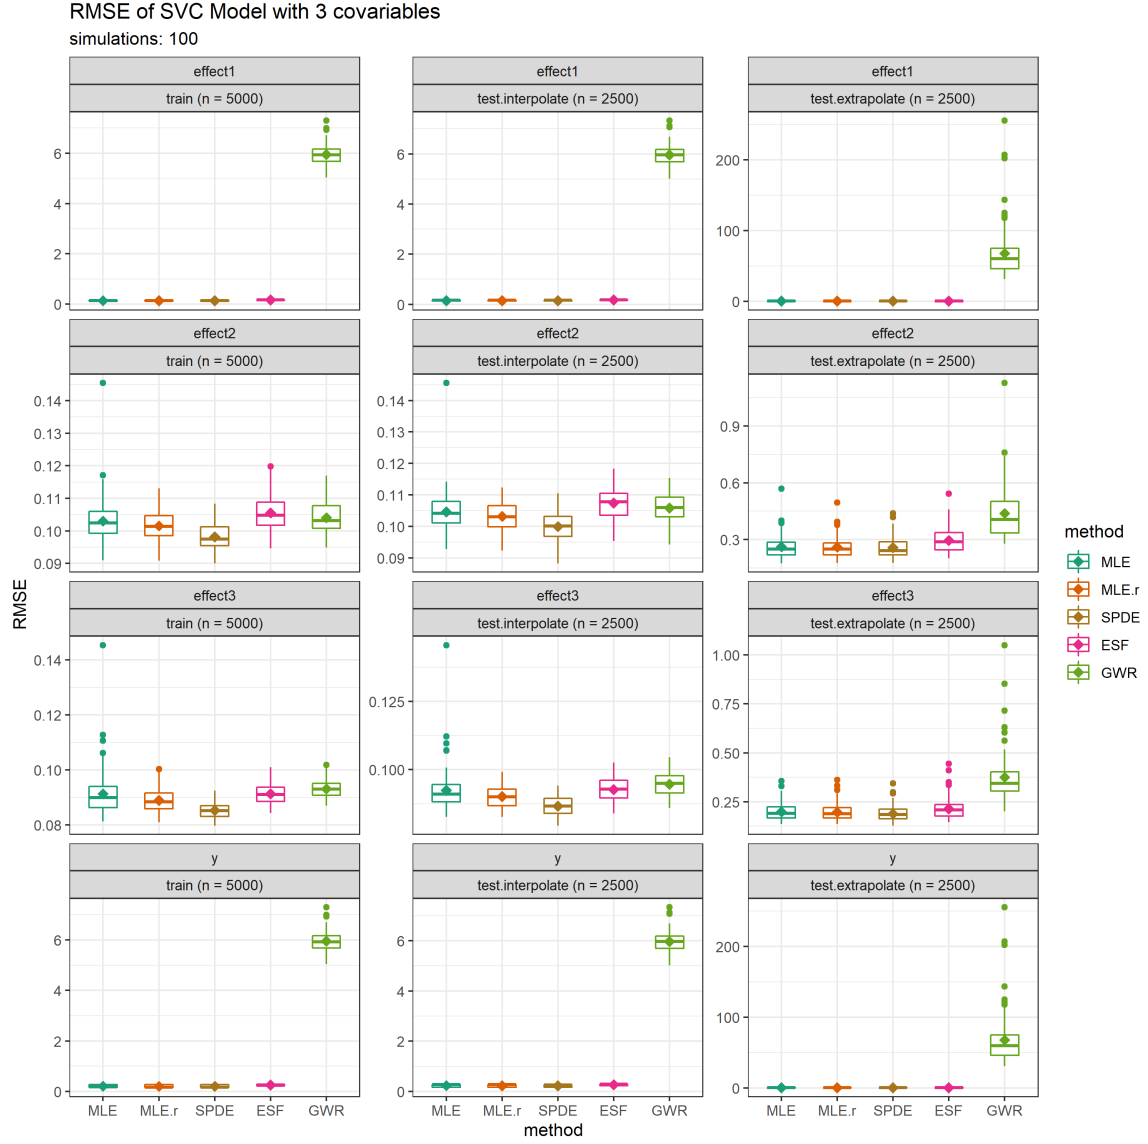 RMSE of SVC Model with 3 covariables
simulations: 100
effect1
effect1
effect1
train (n = 5000)
test.interpolate (n = 2500)
test.extrapolate (n = 2500)
6
4
2
0
6
4
2
0
200
100
0
effect2
effect2
effect2
train (n = 5000)
test.interpolate (n = 2500)
test.extrapolate (n = 2500)
0.14
0.13
0.12
0.11
0.10
0.09
0.14
0.13
0.12
0.11
0.10
0.09
0.9
0.6
0.3
effect3
effect3
effect3
train (n = 5000)
test.interpolate (n = 2500)
test.extrapolate (n = 2500)
0.14
0.12
0.10
0.08
0.125
0.100
1.00
0.75
0.50
0.25
y
y
y
train (n = 5000)
test.interpolate (n = 2500)
test.extrapolate (n = 2500)
6
4
2
0
6
4
2
0
200
100
0
MLE MLE.r SPDE ESF GWR
MLE MLE.r SPDE ESF GWR
MLE MLE.r SPDE ESF GWR
method
RMSE
method
MLE
MLE.r
SPDE
ESF
GWR